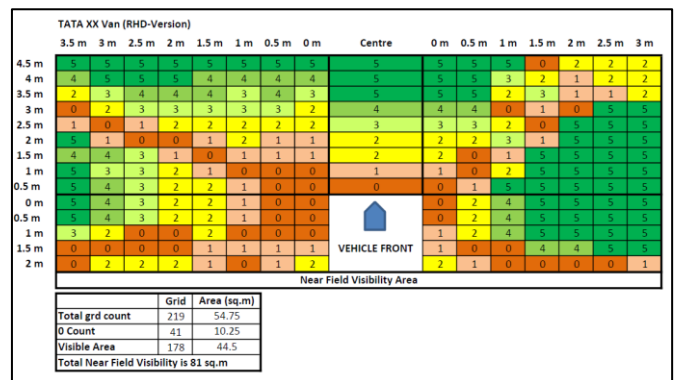 TATA XX Van (RHD-Version)
3.5 m 3 m 2.5 m 2 m 1.5 m 1 m 0.5 m 0 m Centre 0 m 0.5 m 1 m 1.5 m 2 m 2.5 m 3 m
4.5 m 5 5 5 5 5 5 5 5 5 5 5 5 0 2 2 2
4 m 4 5 5 5 4 4 4 4 5 5 5 3 2 1 2 2
3.5 m 2 3 4 4 4 3 4 3 5 5 5 2 3 1 1 2
3 m 0 2 3 3 3 3 3 2 4 4 4 0 1 0 5 5
2.5 m 1 0 1 2 2 2 2 2 3 3 3 2 0 5 5 5
2 m 5 1 0 0 1 2 1 1 2 2 2 3 1 5 5 5
1.5 m 4 4 3 1 0 1 1 1 2 2 0 1 5 5 5 5
1 m 5 3 3 2 1 0 0 0 1 1 0 2 5 5 5 5
0.5 m 5 4 3 2 2 1 0 0 0 0 1 5 5 5 5 5
0 m 5 4 3 2 2 1 0 0 0 2 4 5 5 5 5
0.5 m 5 4 3 2 2 1 0 0 0 2 4 5 5 5 5
1 m 3 2 0 0 2 0 0 0 1 2 4 5 5 5 5
1.5 m 0 0 0 0 1 1 1 1 VEHICLE FRONT 1 0 0 4 4 5 5
2 m 0 2 2 2 1 0 1 2 2 1 0 0 0 0 1
Near Field Visibility Area
Grid Area (sq.m)
Total grd count 219 54.75
0 Count 41 10.25
Visible Area 178 44.5
Total Near Field Visibility is 81 sq.m